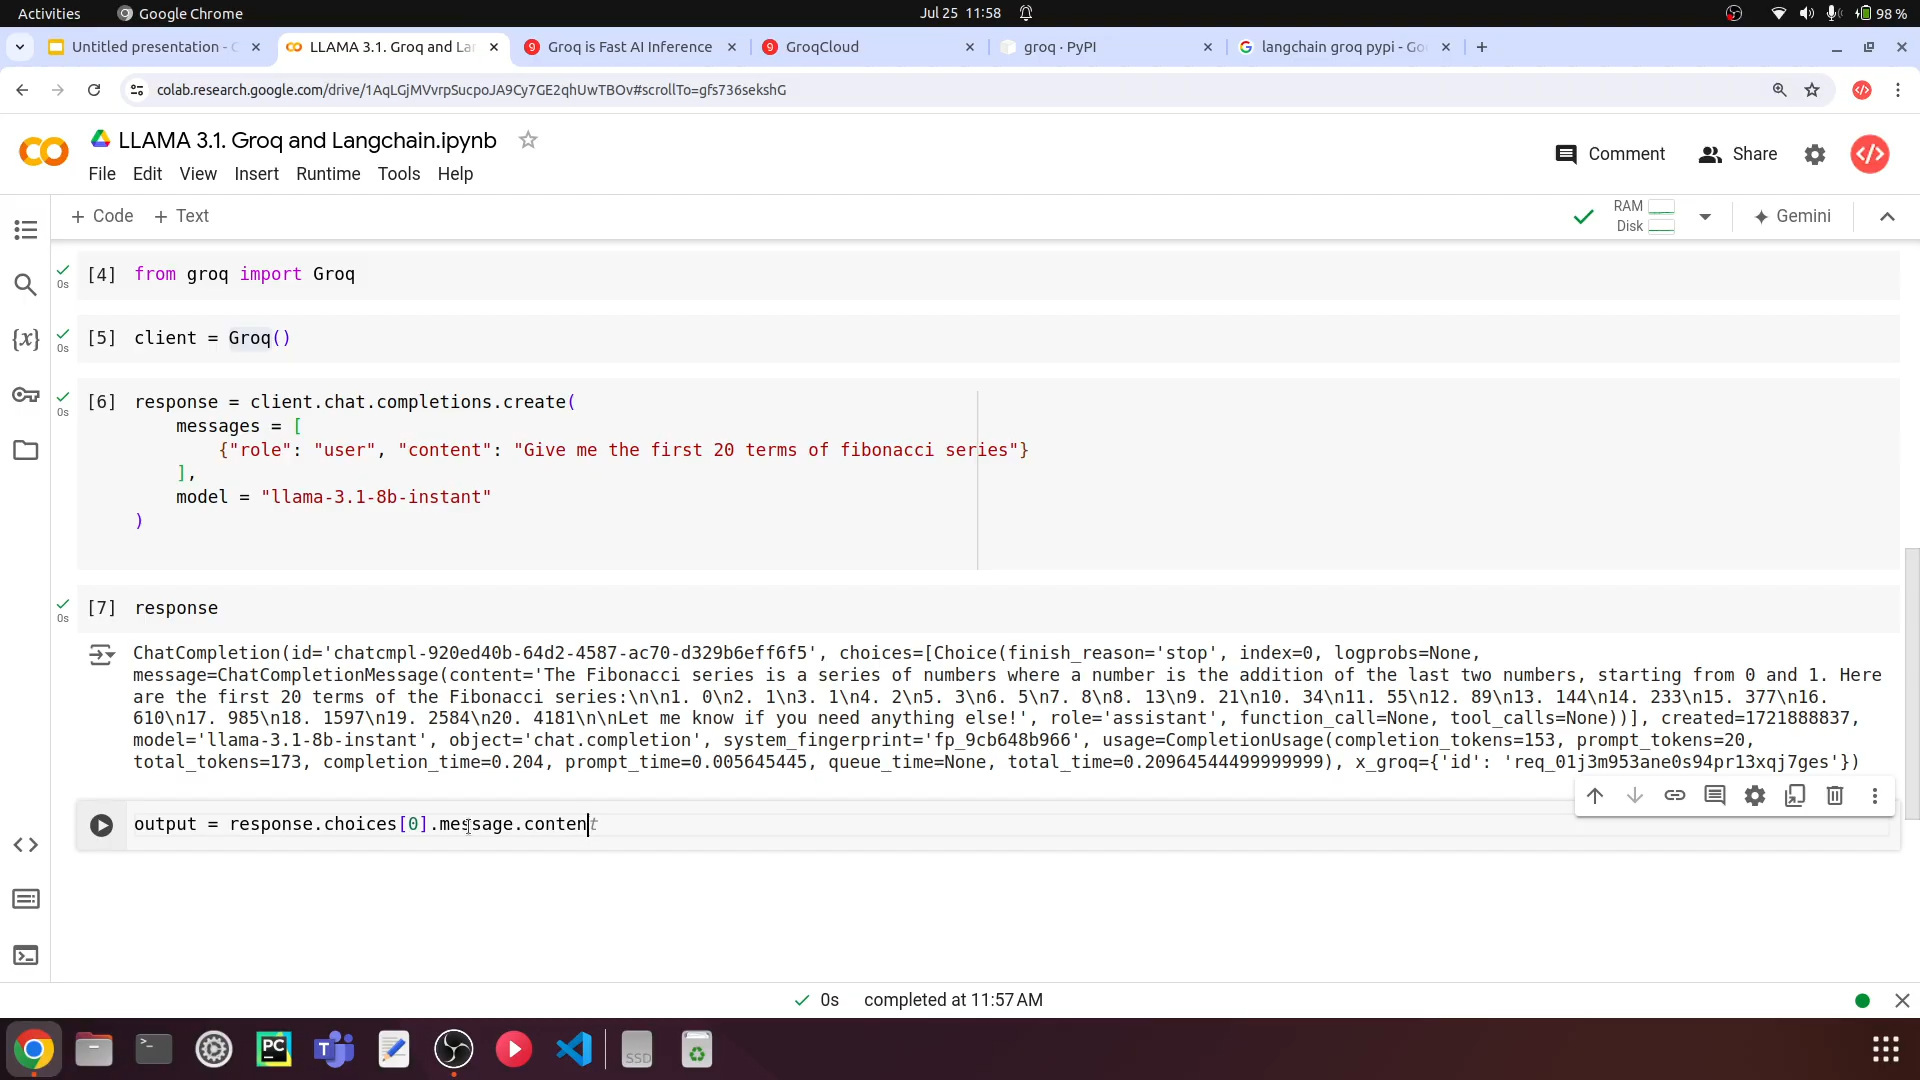 Activities
Google Chrome
Jul 25 11:58
98 %
Untitled presentation - G
LLAMA 3.1. Groq and La
Groq is Fast AI Inference
GroqCloud
groq · PyPI
langchain groq pypi - Go
colab.research.google.com/drive/1AqLGjMVvrpSucpoJA9Cy7GE2qhUwTBOv#scrollTo=gfs736sekshG
LLAMA 3.1. Groq and Langchain.ipynb
Comment
Share
File Edit View Insert Runtime Tools Help
+ Code + Text
RAM
Disk
Gemini
[4] from groq import Groq
0s
[5] client = Groq()
0s
[6] response = client.chat.completions.create(
0s
messages = [
{"role": "user", "content": "Give me the first 20 terms of fibonacci series"}
],
model = "llama-3.1-8b-instant"
)
[7] response
0s
ChatCompletion(id='chatcmpl-920ed40b-64d2-4587-ac70-d329b6eff6f5', choices=[Choice(finish_reason='stop', index=0, logprobs=None,
message=ChatCompletionMessage(content='The Fibonacci series is a series of numbers where a number is the addition of the last two numbers, starting from 0 and 1. Here
are the first 20 terms of the Fibonacci series:\n\n1. 0\n2. 1\n3. 1\n4. 2\n5. 3\n6. 5\n7. 8\n8. 13\n9. 21\n10. 34\n11. 55\n12. 89\n13. 144\n14. 233\n15. 377\n16.
610\n17. 985\n18. 1597\n19. 2584\n20. 4181\n\nLet me know if you need anything else!', role='assistant', function_call=None, tool_calls=None))], created=1721888837,
model='llama-3.1-8b-instant', object='chat.completion', system_fingerprint='fp_9cb648b966', usage=CompletionUsage(completion_tokens=153, prompt_tokens=20,
total_tokens=173, completion_time=0.204, prompt_time=0.005645445, queue_time=None, total_time=0.20964544499999999), x_groq={'id': 'req_01j3m953ane0s94pr13xqj7ges'})
output = response.choices[0].message.content
0s completed at 11:57 AM